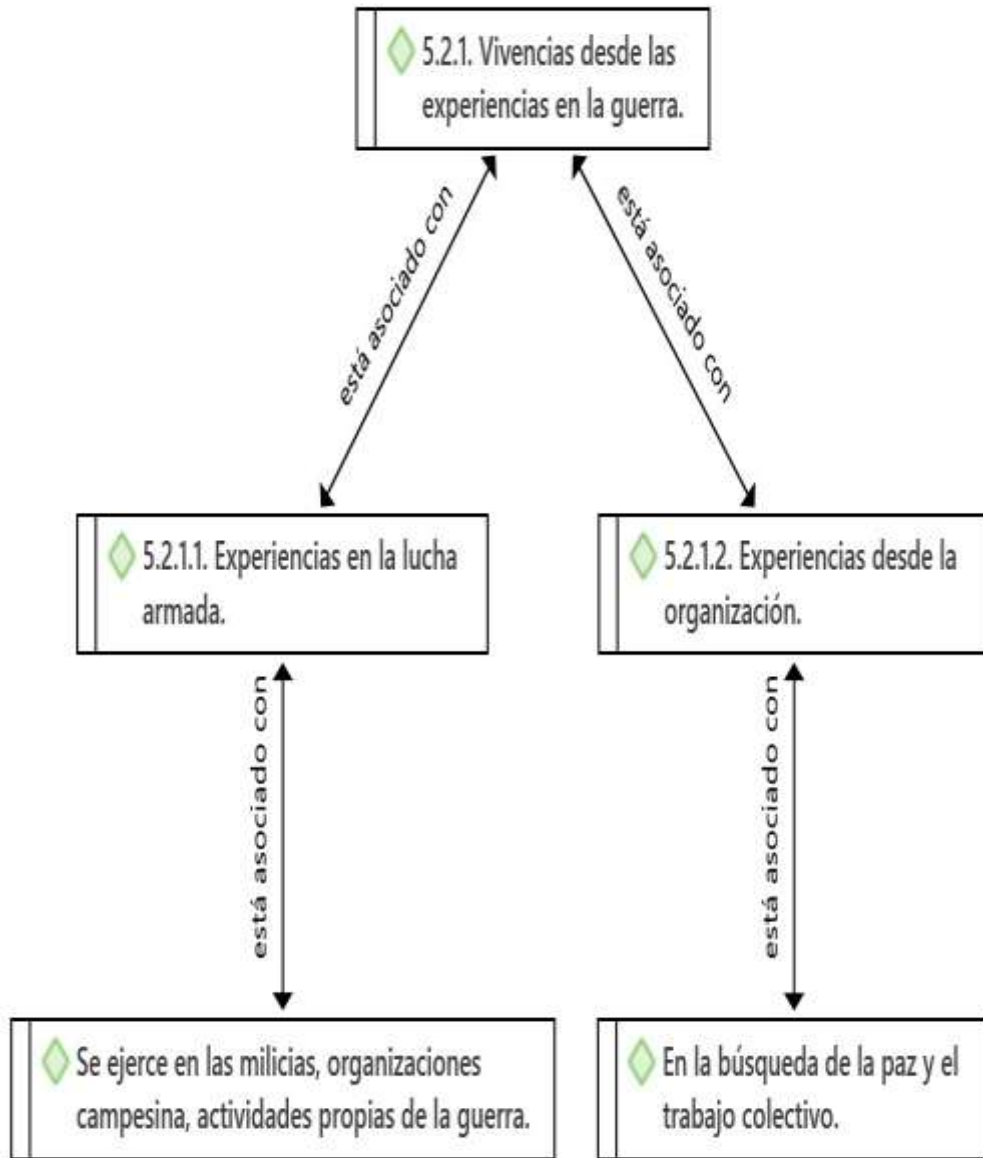 5.2.1. Vivencias desde las
experiencias en la guerra.
está asociado con
está asociado con
5.2.1.1. Experiencias en la lucha
armada.
5.2.1.2. Experiencias desde la
organización.
está asociado con
está asociado con
Se ejerce en las milicias, organizaciones
campesina, actividades propias de la guerra.
En la búsqueda de la paz y el
trabajo colectivo.